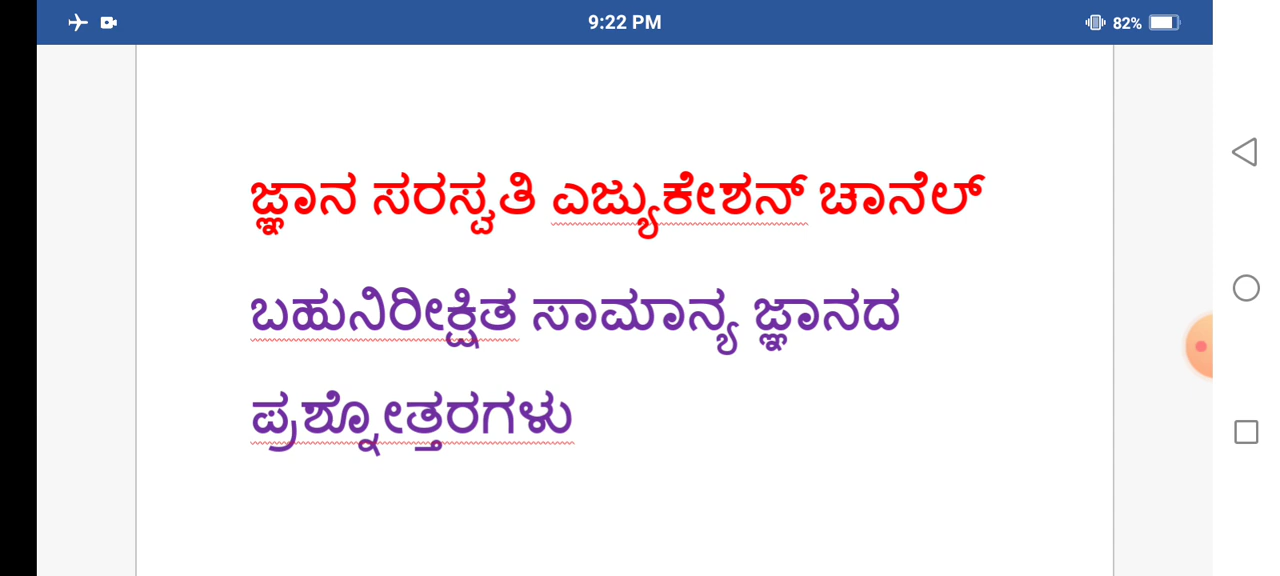 9:22 PM
82%
ಜ್ಞಾನ ಸರಸ್ವತಿ ಎಜ್ಯುಕೇಶನ್ ಚಾನೆಲ್
ಬಹುನಿರೀಕ್ಷಿತ ಸಾಮಾನ್ಯ ಜ್ಞಾನದ
ಪ್ರಶ್ನೋತ್ತರಗಳು